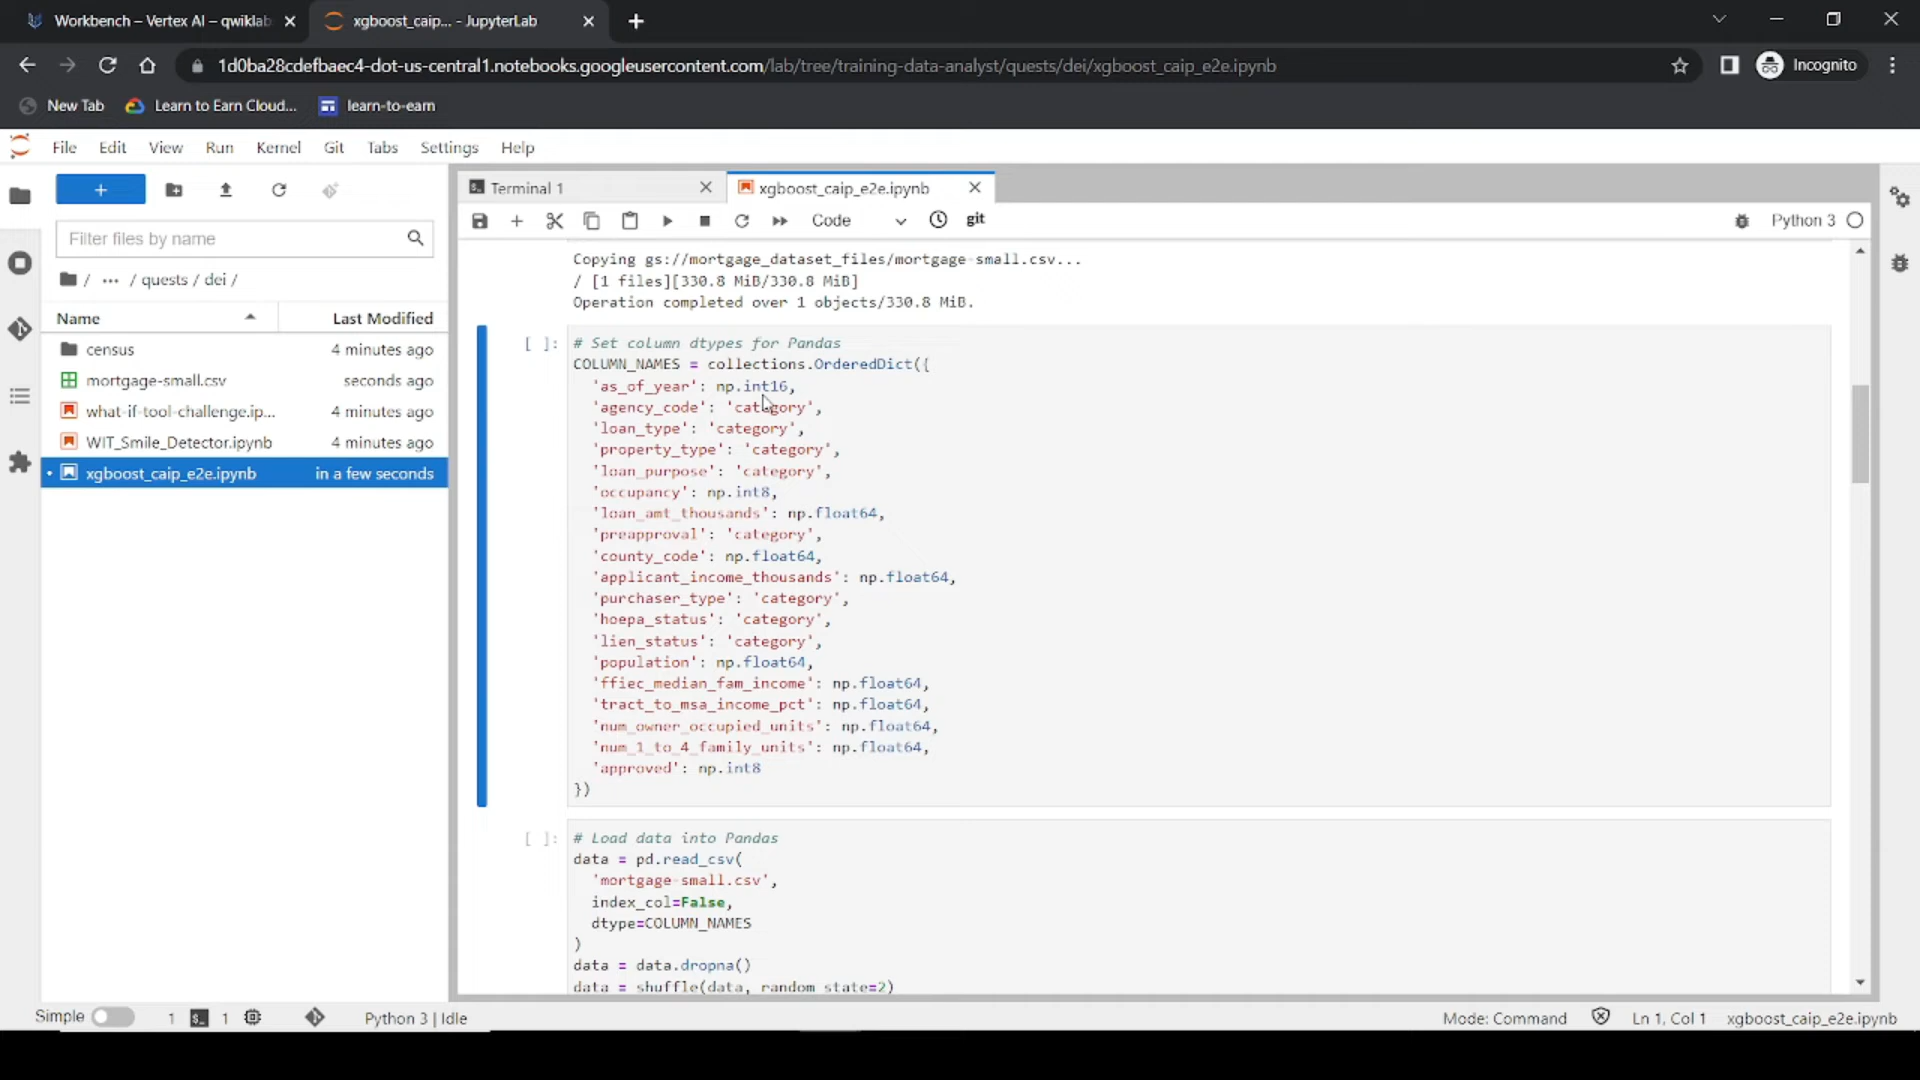 Workbench – Vertex AI – qwiklab
xgboost_caip... - JupyterLab
1d0ba28cdefbaec4-dot-us-central1.notebooks.googleusercontent.com/lab/tree/training-data-analyst/quests/dei/xgboost_caip_e2e.ipynb
Incognito
New Tab
Learn to Earn Cloud...
learn-to-earn
File Edit View Run Kernel Git Tabs Settings Help
Terminal 1
xgboost_caip_e2e.ipynb
Code
git
Python 3
Filter files by name
/ ··· / quests / dei /
Name Last Modified
census 4 minutes ago
mortgage-small.csv seconds ago
what-if-tool-challenge.ip... 4 minutes ago
WIT_Smile_Detector.ipynb 4 minutes ago
xgboost_caip_e2e.ipynb in a few seconds
Copying gs://mortgage_dataset_files/mortgage-small.csv...
/ [1 files][330.8 MiB/330.8 MiB]
Operation completed over 1 objects/330.8 MiB.
[ ]: # Set column dtypes for Pandas
COLUMN_NAMES = collections.OrderedDict({
'as_of_year': np.int16,
'agency_code': 'category',
'loan_type': 'category',
'property_type': 'category',
'loan_purpose': 'category',
'occupancy': np.int8,
'loan_amt_thousands': np.float64,
'preapproval': 'category',
'county_code': np.float64,
'applicant_income_thousands': np.float64,
'purchaser_type': 'category',
'hoepa_status': 'category',
'lien_status': 'category',
'population': np.float64,
'ffiec_median_fam_income': np.float64,
'tract_to_msa_income_pct': np.float64,
'num_owner_occupied_units': np.float64,
'num_1_to_4_family_units': np.float64,
'approved': np.int8
})
[ ]: # Load data into Pandas
data = pd.read_csv(
'mortgage-small.csv',
index_col=False,
dtype=COLUMN_NAMES
)
data = data.dropna()
data = shuffle(data, random_state=2)
Simple
1
1
Python 3 | Idle
Mode: Command
Ln 1, Col 1
xgboost_caip_e2e.ipynb